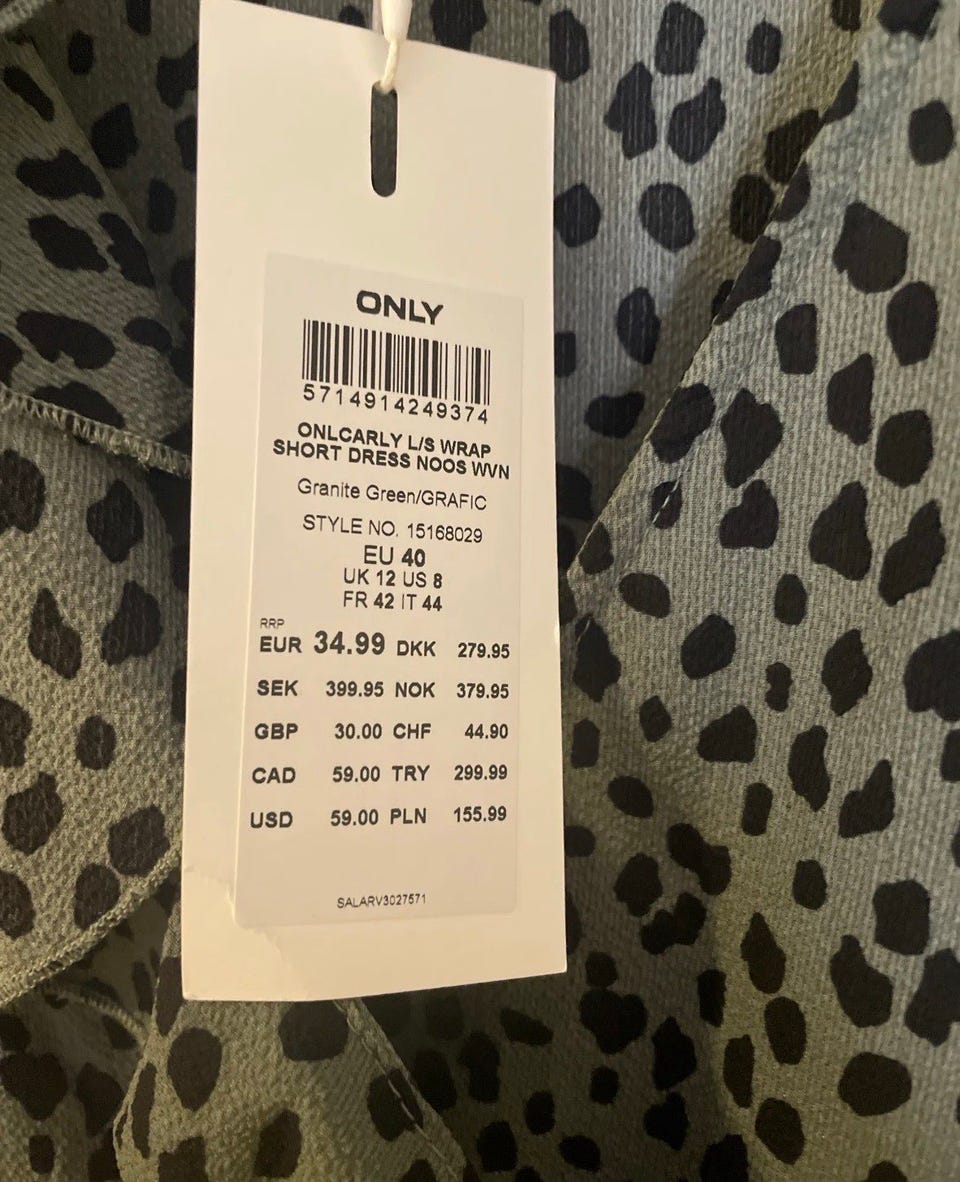 ONLY
5714914249374
ONLCARLY L/S WRAP
SHORT DRESS NOOS WVN
Granite Green/GRAFIC
STYLE NO. 15168029
EU 40
UK 12 US 8
FR 42 IT 44
RRP
EUR 34.99 DKK 279.95
SEK 399.95 NOK 379.95
GBP 30.00 CHF 44.90
CAD 59.00 TRY 299.99
USD 59.00 PLN 155.99
SALARV3027571